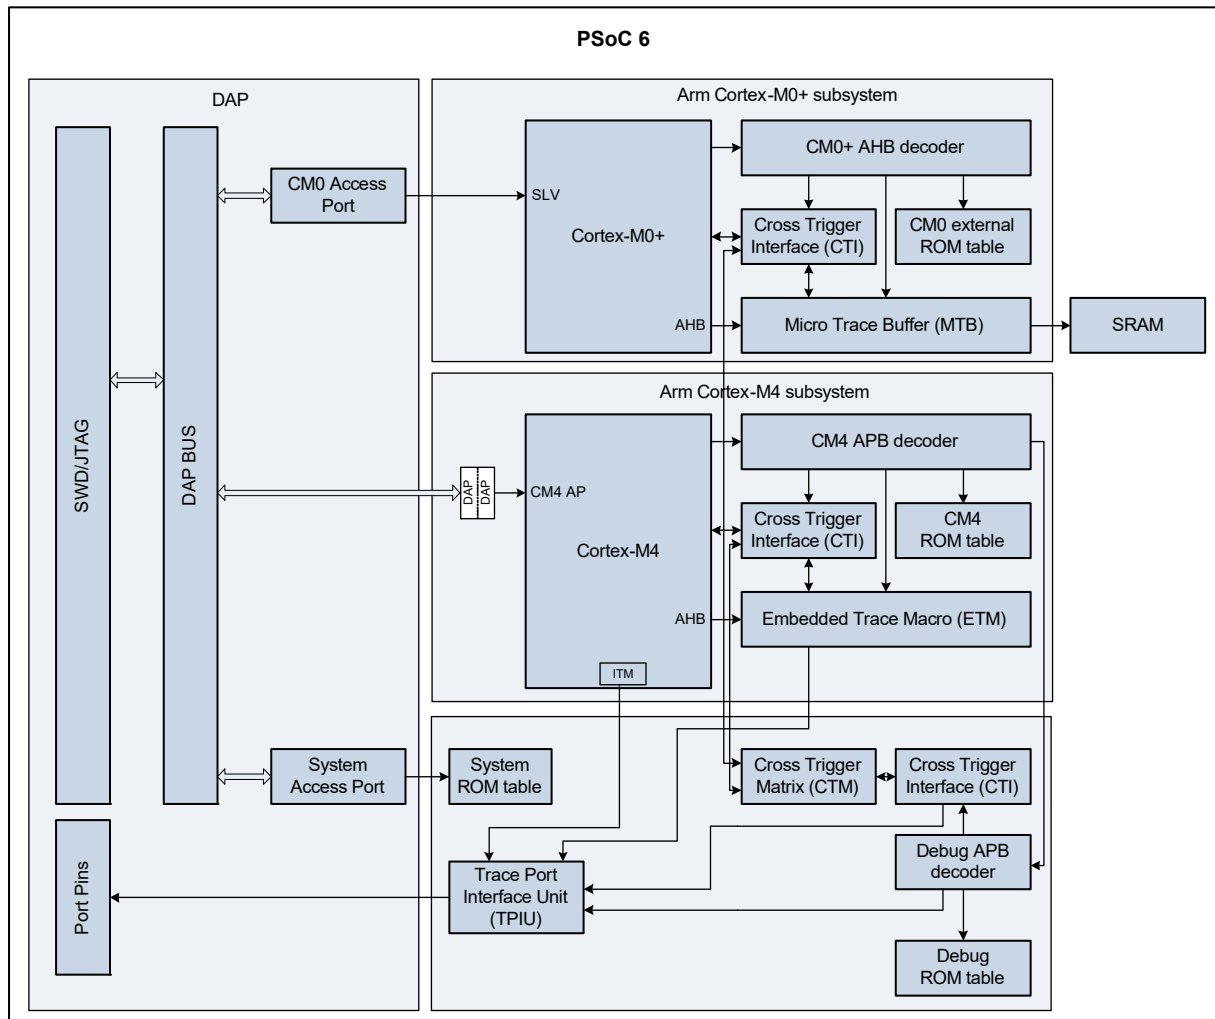 PSoC 6
DAP
SWD/JTAG
DAP BUS
CM0 Access
Port
System
Access Port
Port Pins
Arm Cortex-M0+ subsystem
SLV
Cortex-M0+
AHB
CM0+ AHB decoder
Cross Trigger
Interface (CTI)
CM0 external
ROM table
Micro Trace Buffer (MTB)
SRAM
Arm Cortex-M4 subsystem
DAP
DAP
CM4 AP
Cortex-M4
AHB
ITM
CM4 APB decoder
Cross Trigger
Interface (CTI)
CM4
ROM table
Embedded Trace Macro (ETM)
System
ROM table
Cross Trigger
Matrix (CTM)
Cross Trigger
Interface (CTI)
Trace Port
Interface Unit
(TPIU)
Debug APB
decoder
Debug
ROM table